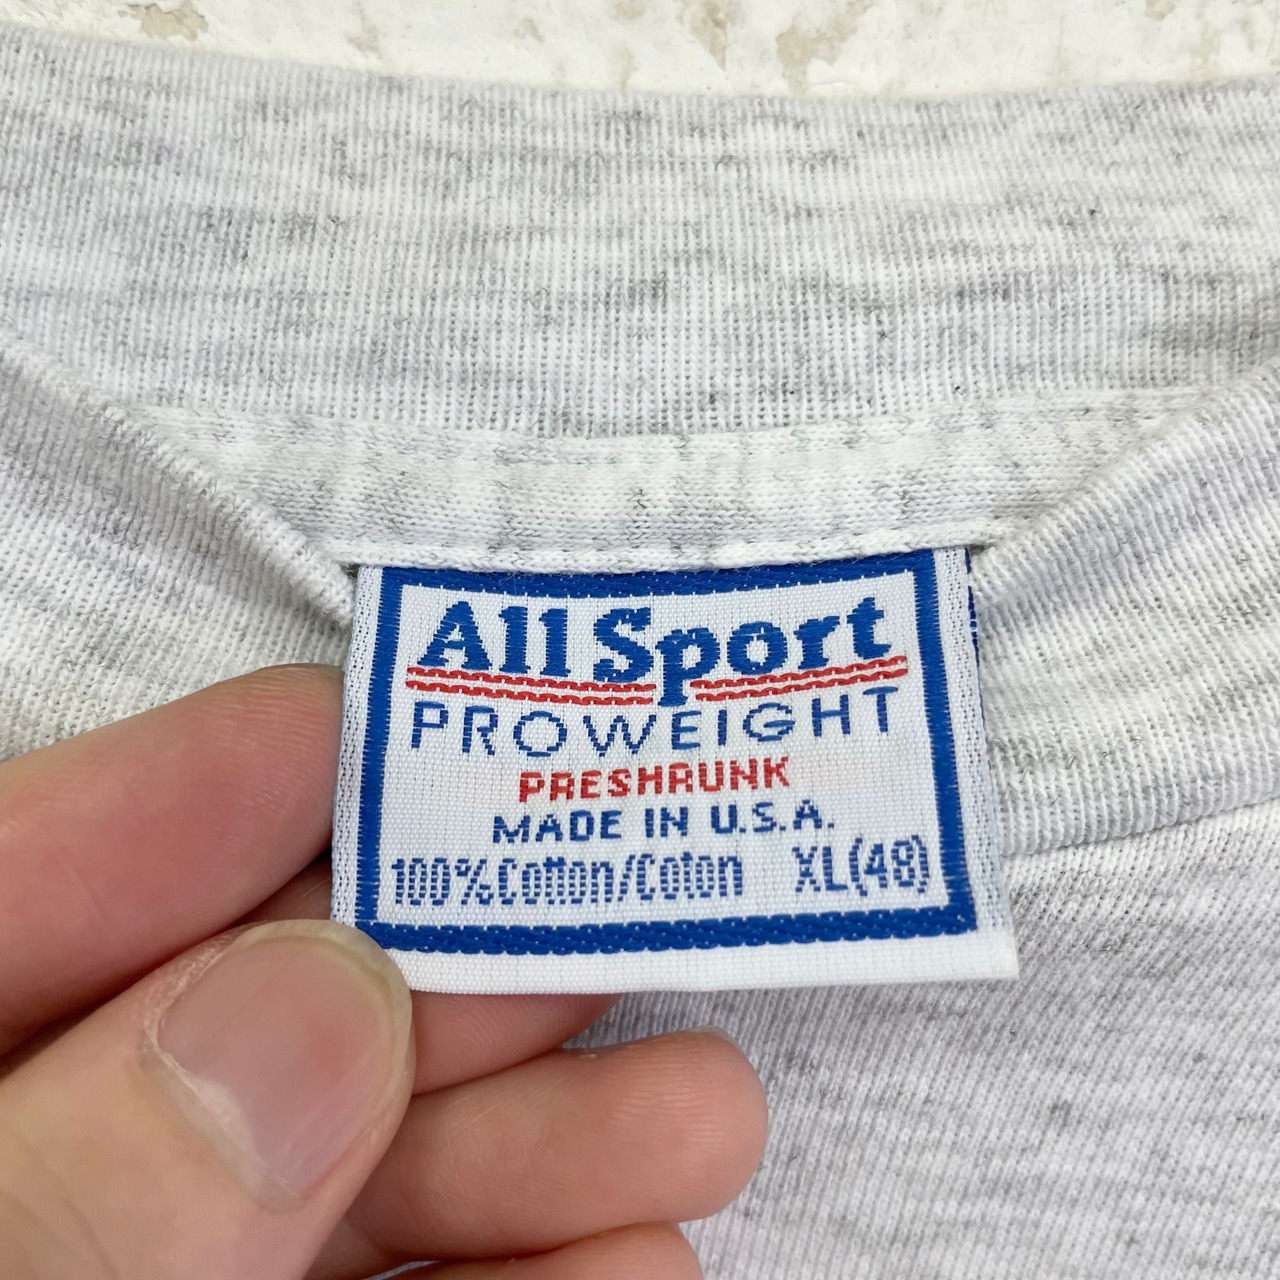 All Sport
PROWEIGHT
PRESHRUNK
MADE IN U.S.A.
100% Cotton/Coton XL(48)